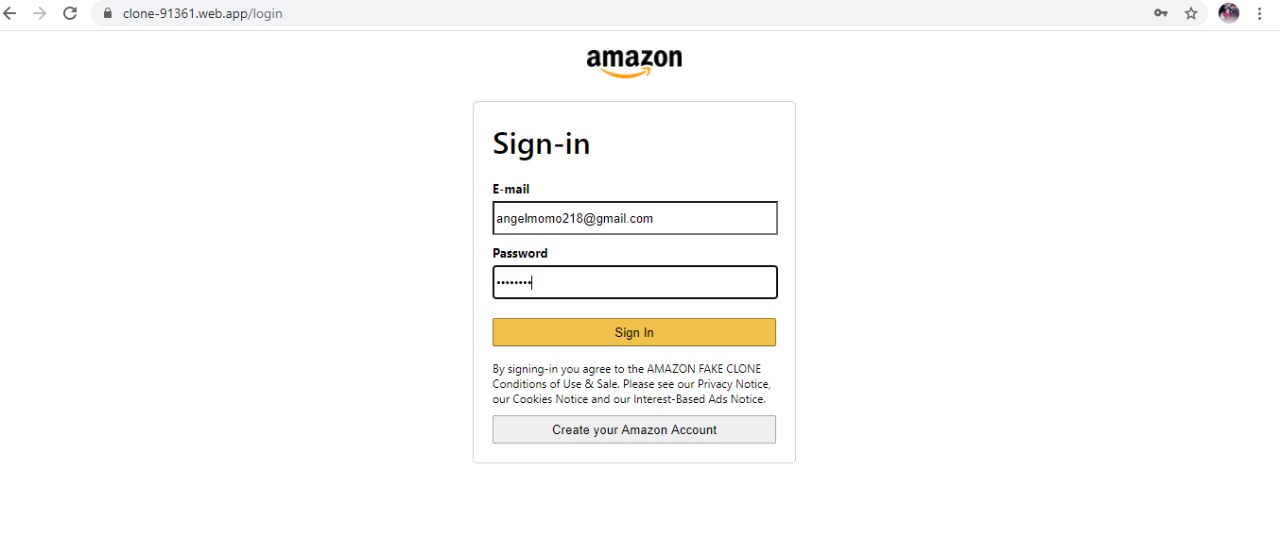 clone-91361.web.app/login
amazon
Sign-in
E-mail
angelmomo218@gmail.com
Password
••••••••
Sign In
By signing-in you agree to the AMAZON FAKE CLONE
Conditions of Use & Sale. Please see our Privacy Notice,
our Cookies Notice and our Interest-Based Ads Notice.
Create your Amazon Account